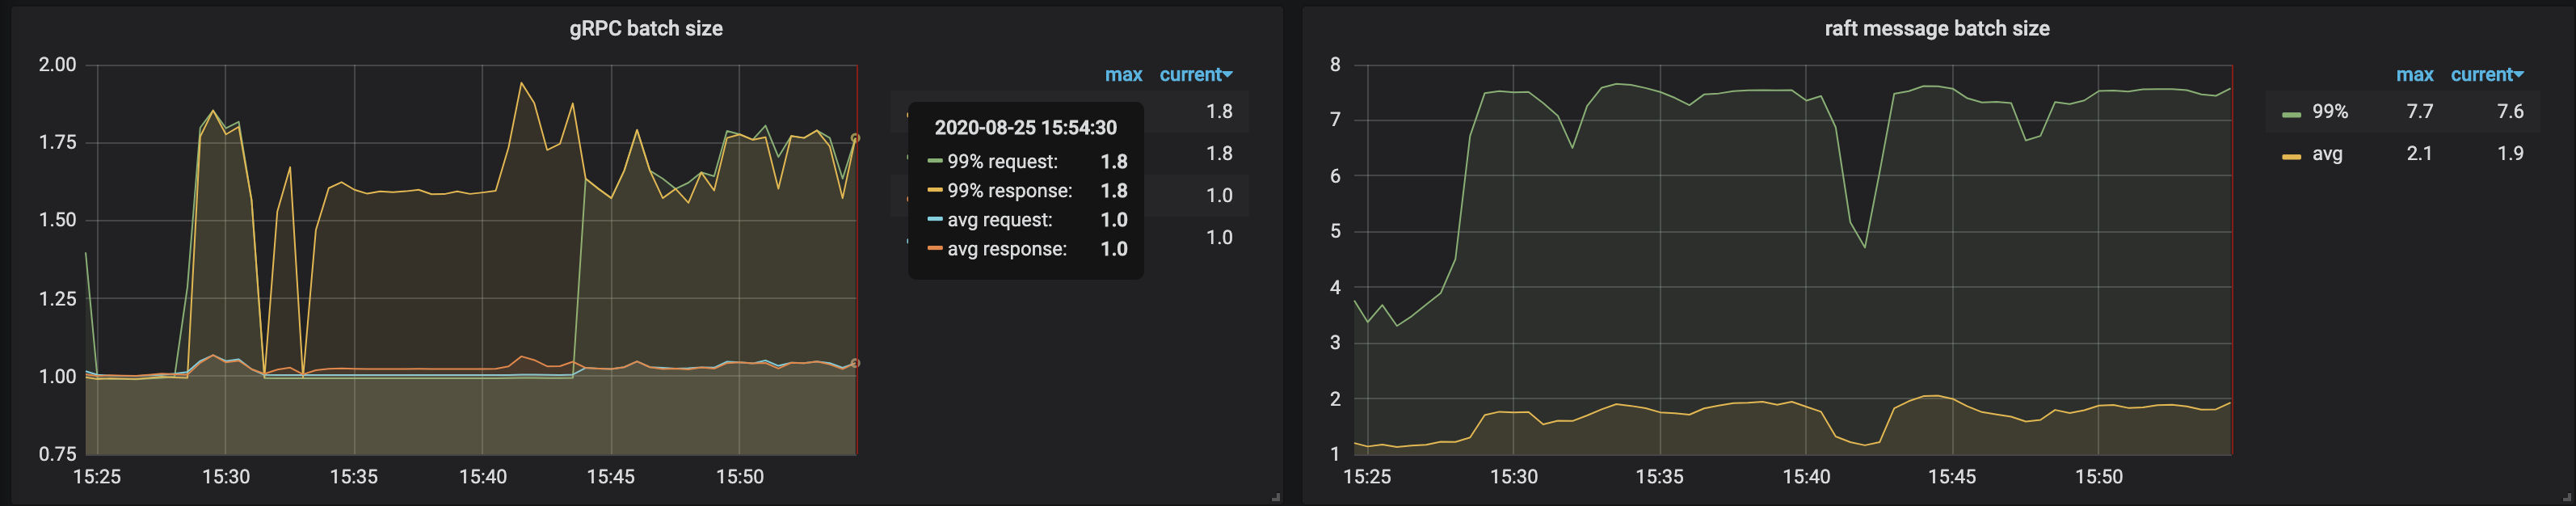 gRPC batch size
2.00
1.75
1.50
1.25
1.00
0.75
15:25 15:30 15:35 15:40 15:45 15:50
max current
1.8
1.8
1.0
1.0
2020-08-25 15:54:30
99% request: 1.8
99% response: 1.8
avg request: 1.0
avg response: 1.0
raft message batch size
8
7
6
5
4
3
2
1
15:25 15:30 15:35 15:40 15:45 15:50
max current
99% 7.7 7.6
avg 2.1 1.9